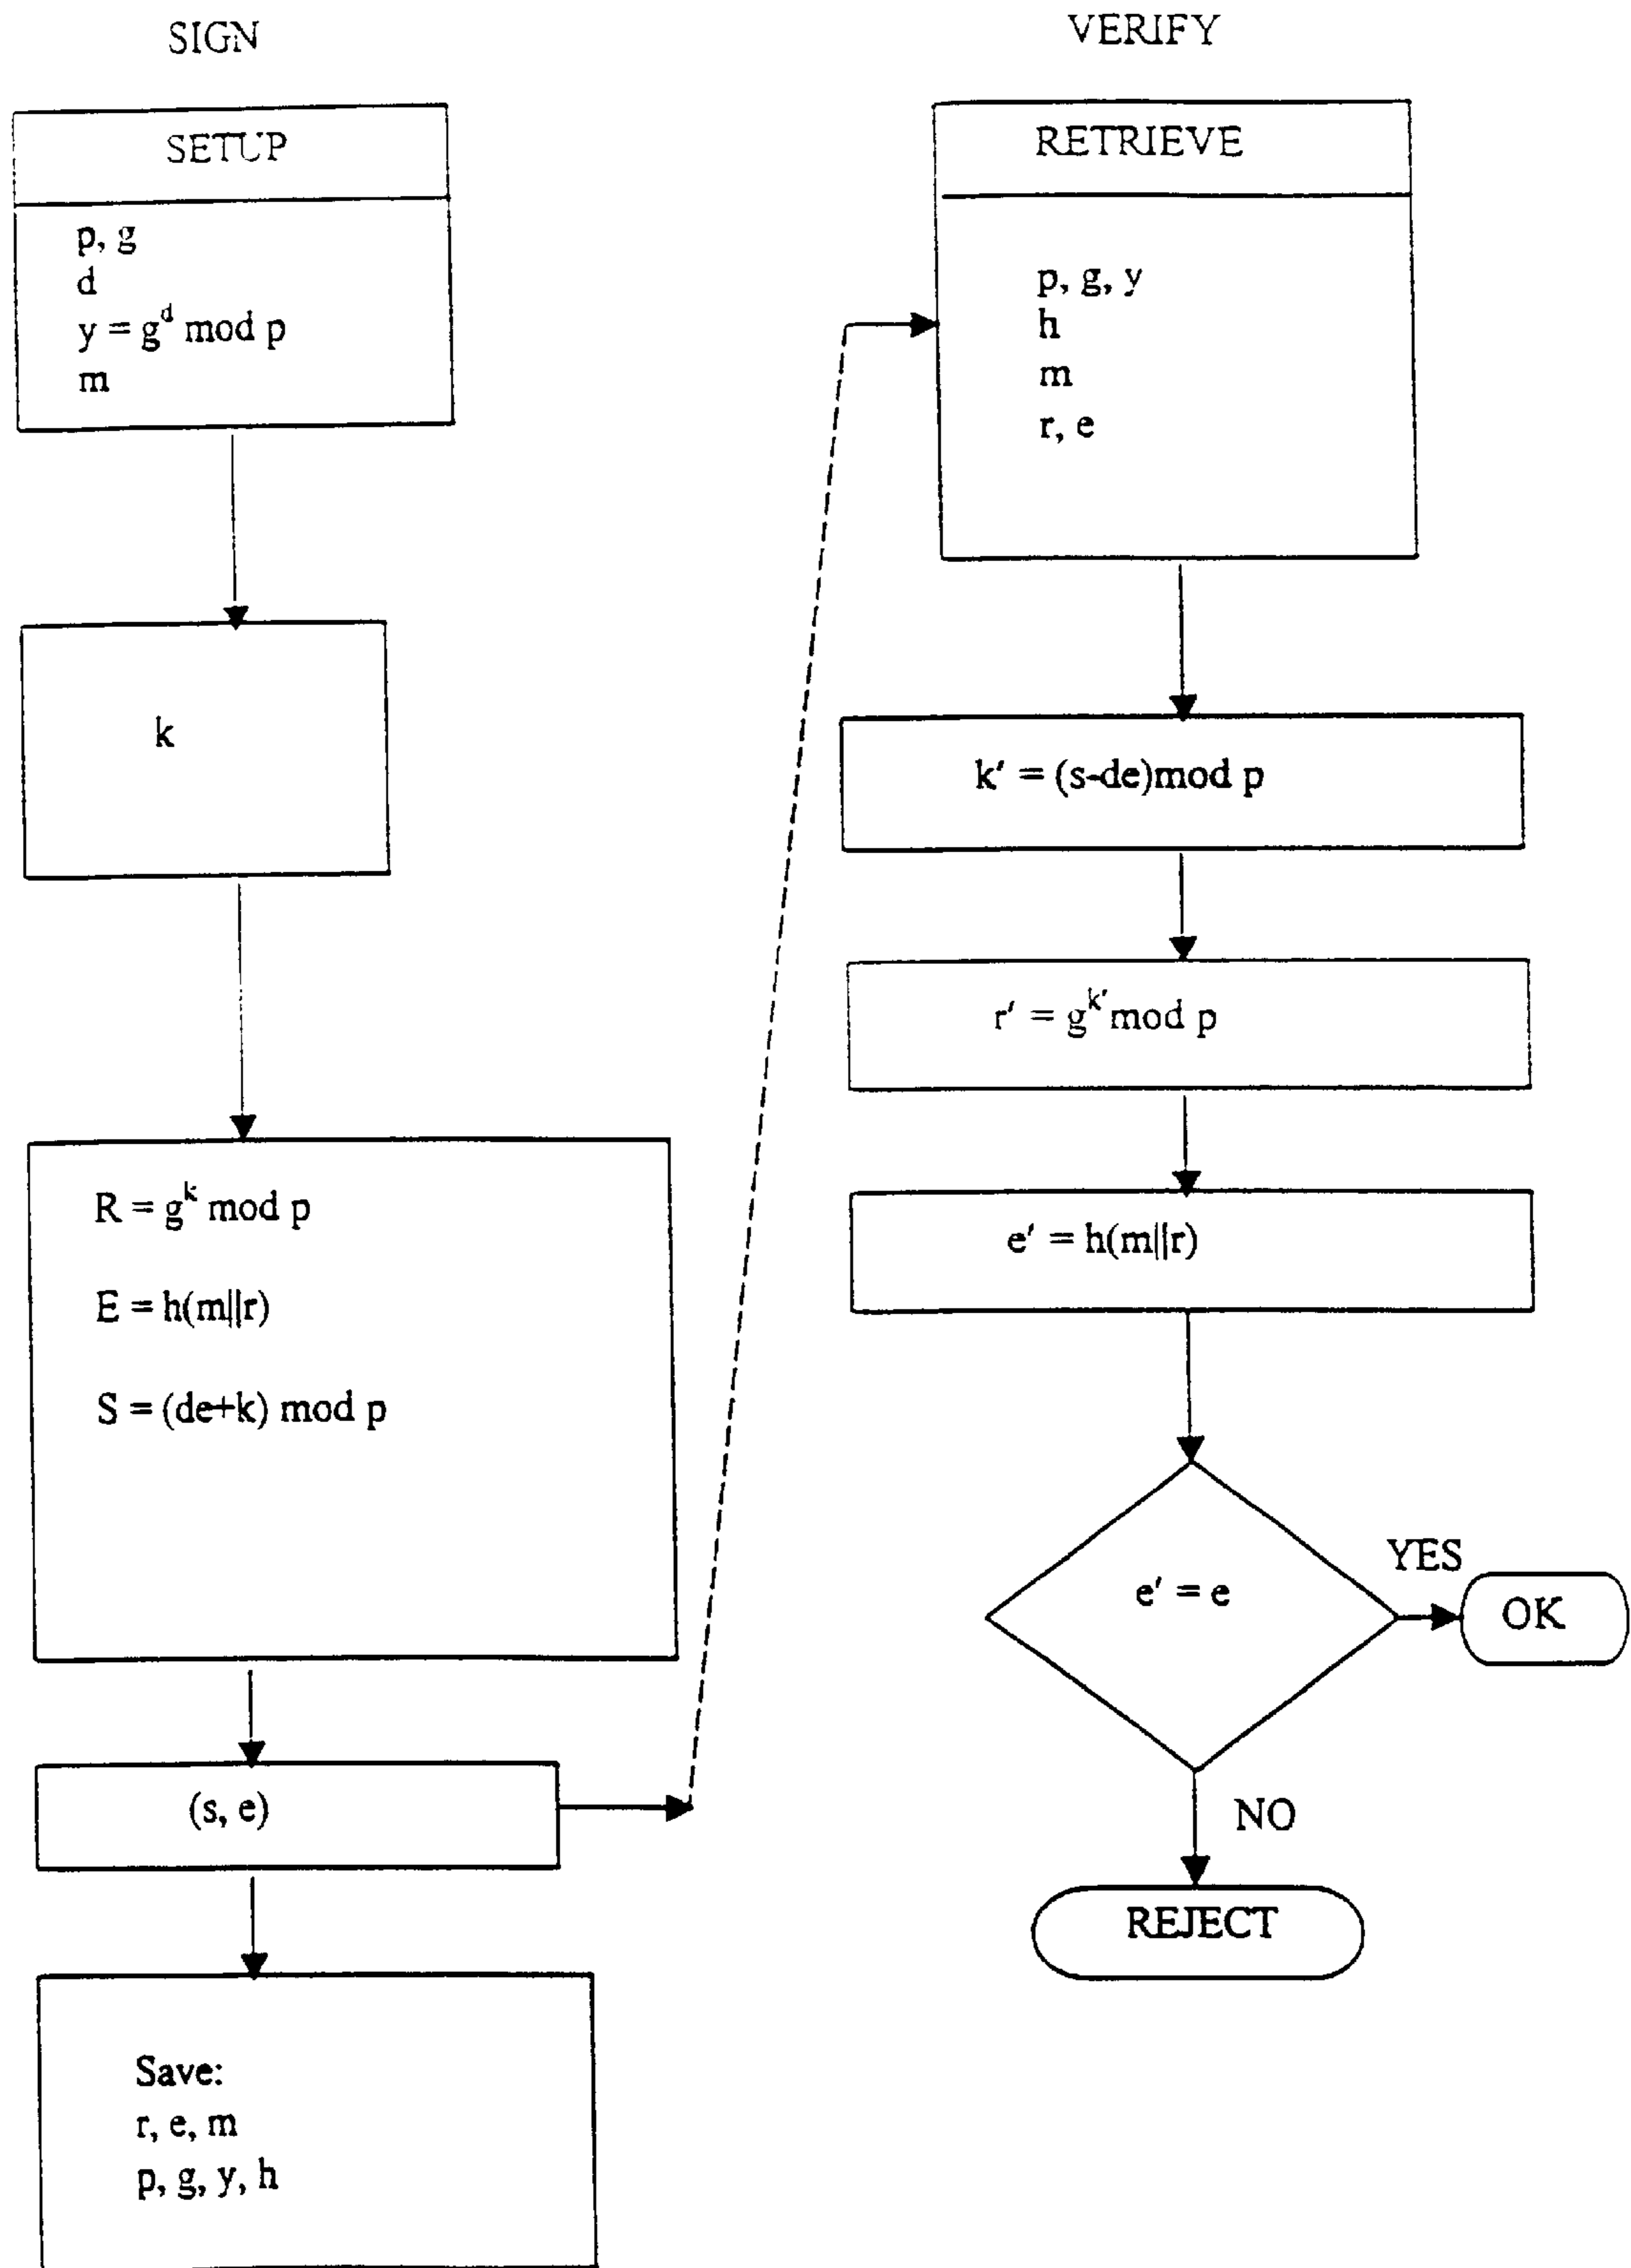 SIGN
SETUP
p, g
d
y = g^d mod p
m
k
R = g^k mod p
E = h(m||r)
S = (de+k) mod p
(s, e)
Save:
r, e, m
p, g, y, h
VERIFY
RETRIEVE
p, g, y
h
m
r, e
k' = (s-de)mod p
r' = g^k' mod p
e' = h(m||r)
e' = e
YES
OK
NO
REJECT